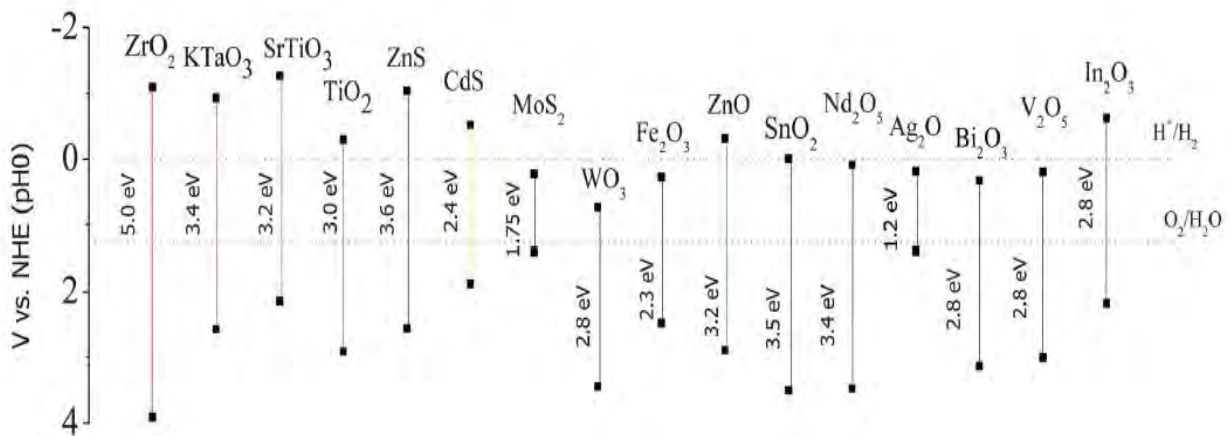 V vs. NHE (pH0)
-2
0
2
4
ZrO₂
KTaO₃
SrTiO₃
TiO₂
ZnS
CdS
MoS₂
WO₃
Fe₂O₃
ZnO
SnO₂
Nd₂O₅
Ag₂O
Bi₂O₃
V₂O₅
In₂O₃
H⁺/H₂
O₂/H₂O
5.0 eV
3.4 eV
3.2 eV
3.0 eV
3.6 eV
2.4 eV
1.75 eV
2.8 eV
2.3 eV
3.2 eV
3.5 eV
3.4 eV
1.2 eV
2.8 eV
2.8 eV
2.8 eV